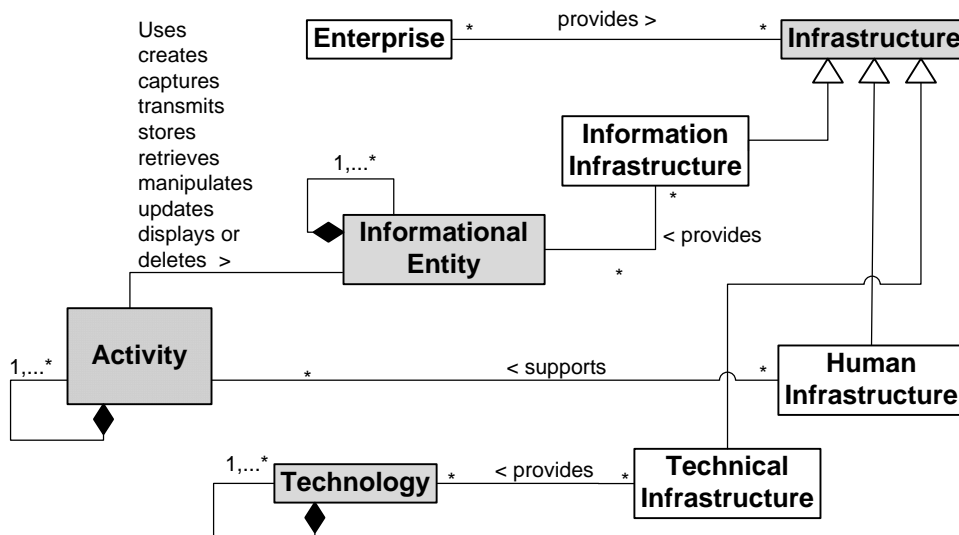 Uses
creates
captures
transmits
stores
retrieves
manipulates
updates
displays or
deletes >
Enterprise
* provides > *
Infrastructure
Information
Infrastructure
*
< provides
*
1,...*
Informational
Entity
Activity
1,...*
* < supports *
Human
Infrastructure
1,...*
Technology
* < provides *
Technical
Infrastructure